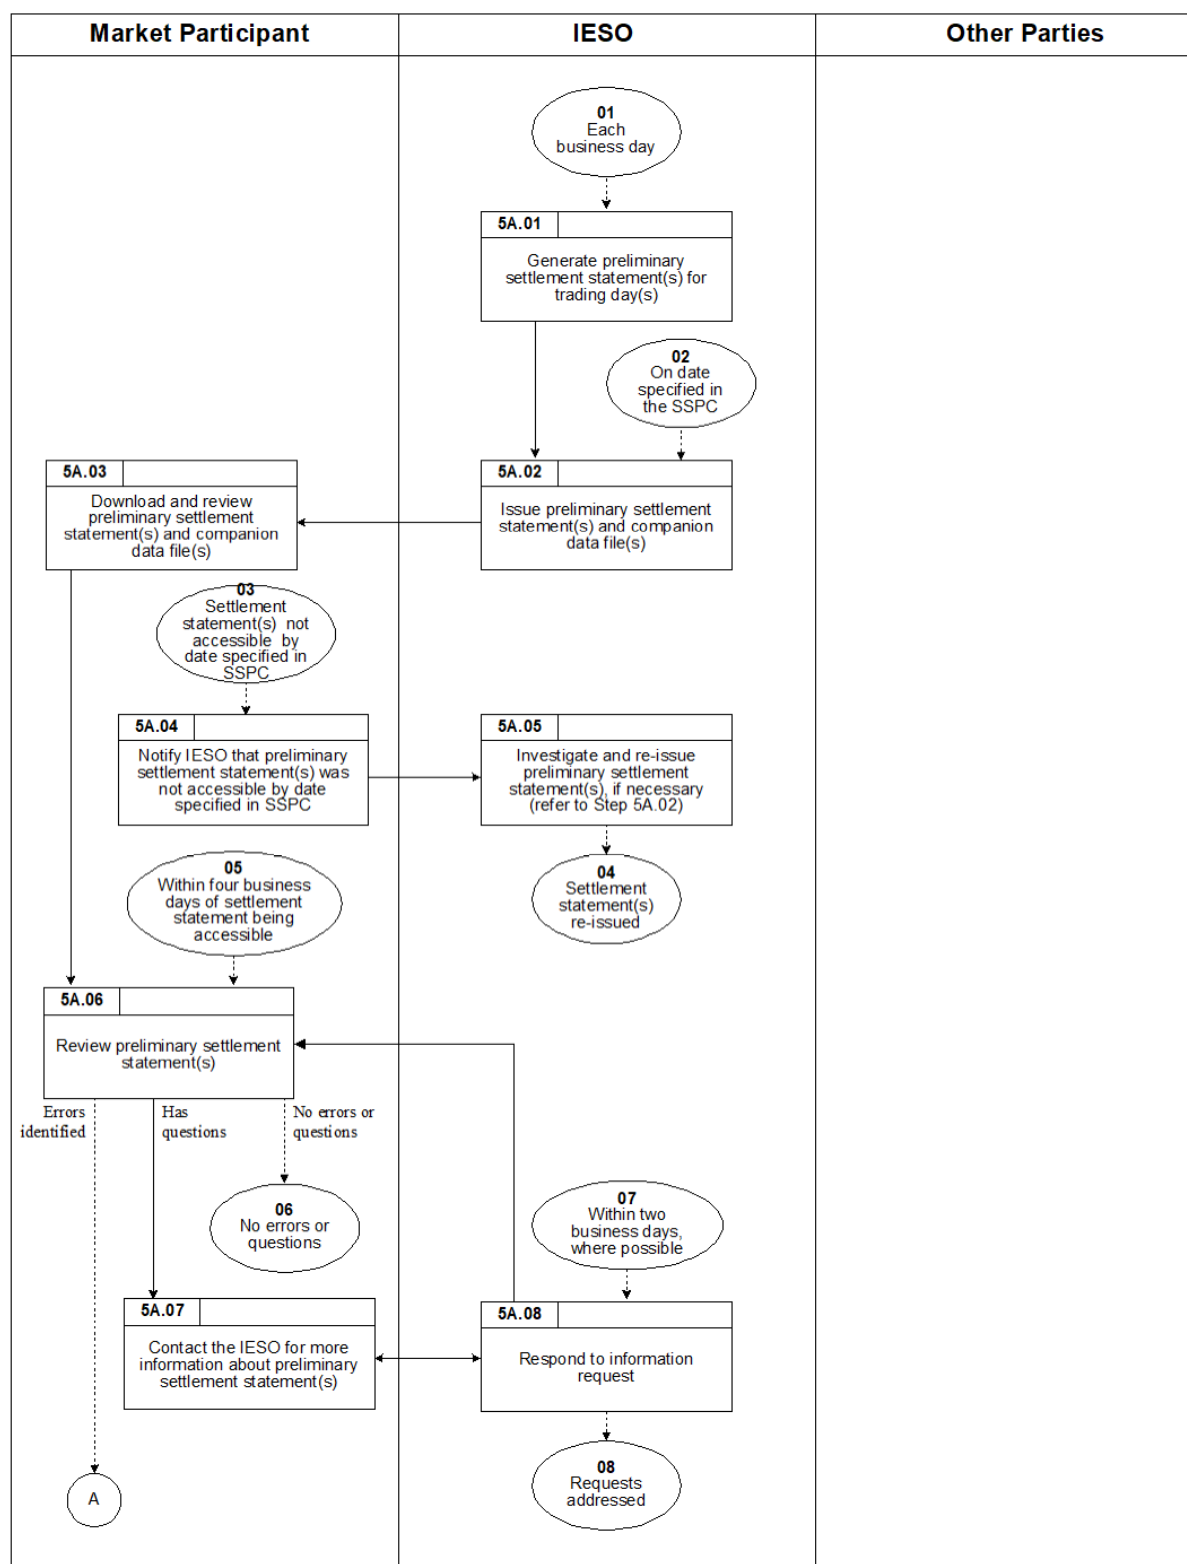 Market Participant
IESO
Other Parties
01
Each
business day
5A.01
Generate preliminary
settlement statement(s) for
trading day(s)
02
On date
specified in
the SSPC
5A.03
Download and review
preliminary settlement
statement(s) and companion
data file(s)
5A.02
Issue preliminary settlement
statement(s) and companion
data file(s)
03
Settlement
statement(s) not
accessible by
date specified in
SSPC
5A.04
Notify IESO that preliminary
settlement statement(s) was
not accessible by date
specified in SSPC
5A.05
Investigate and re-issue
preliminary settlement
statement(s), if necessary
(refer to Step 5A.02)
05
Within four business
days of settlement
statement being
accessible
04
Settlement
statement(s)
re-issued
5A.06
Review preliminary settlement
statement(s)
Errors
identified
Has
questions
No errors or
questions
06
No errors or
questions
07
Within two
business days,
where possible
5A.07
Contact the IESO for more
information about preliminary
settlement statement(s)
5A.08
Respond to information
request
A
08
Requests
addressed